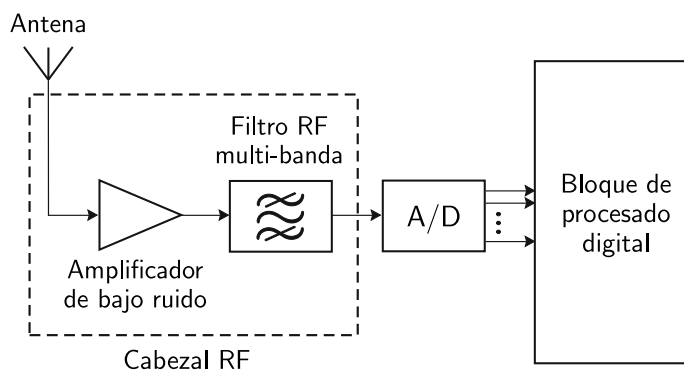 Antena
Filtro RF
multi-banda
A/D
Bloque de
procesado
digital
Amplificador
de bajo ruido
Cabezal RF